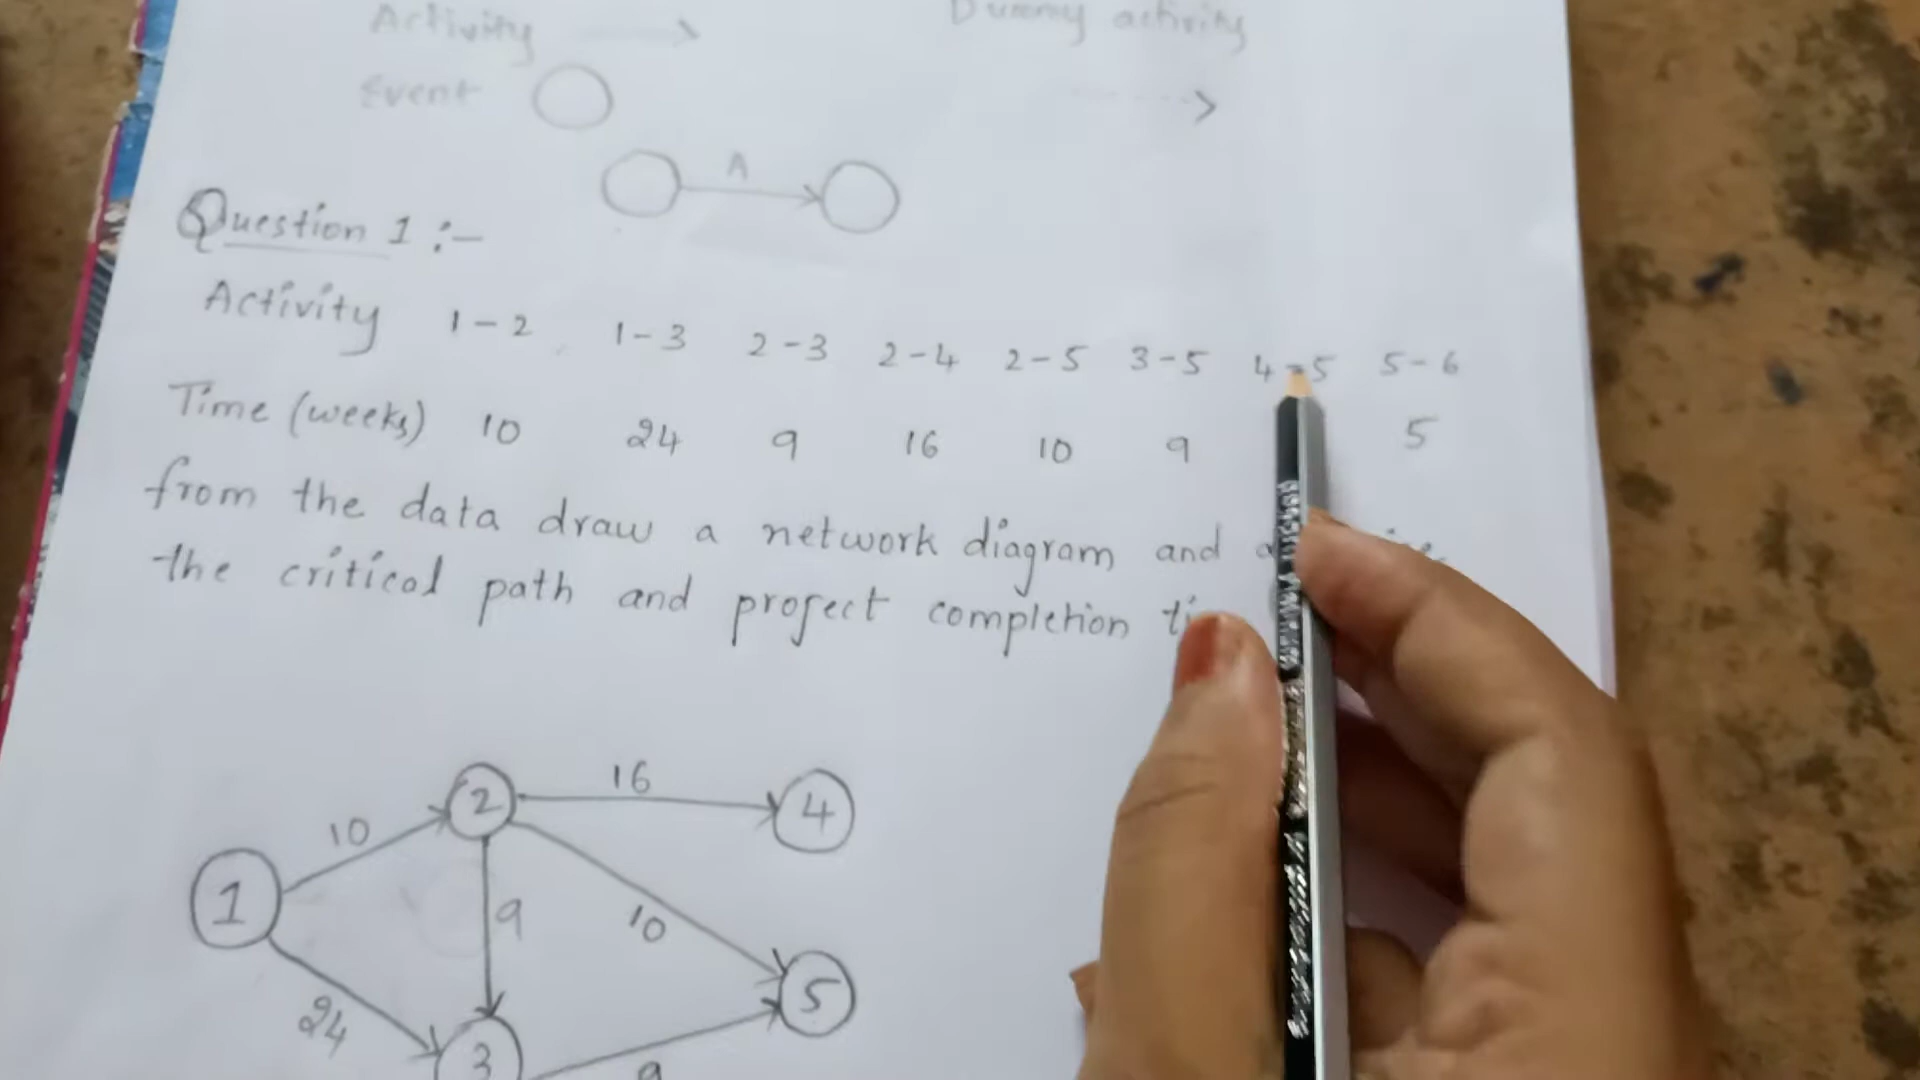 Activity
Dummy activity
Event
A
Question 1 :-
Activity 1-2 1-3 2-3 2-4 2-5 3-5 4-5 5-6
Time (weeks) 10 24 9 16 10 9 5
from the data draw a network diagram and
the critical path and project completion
16
2
4
10
1
9
10
5
24
3
9